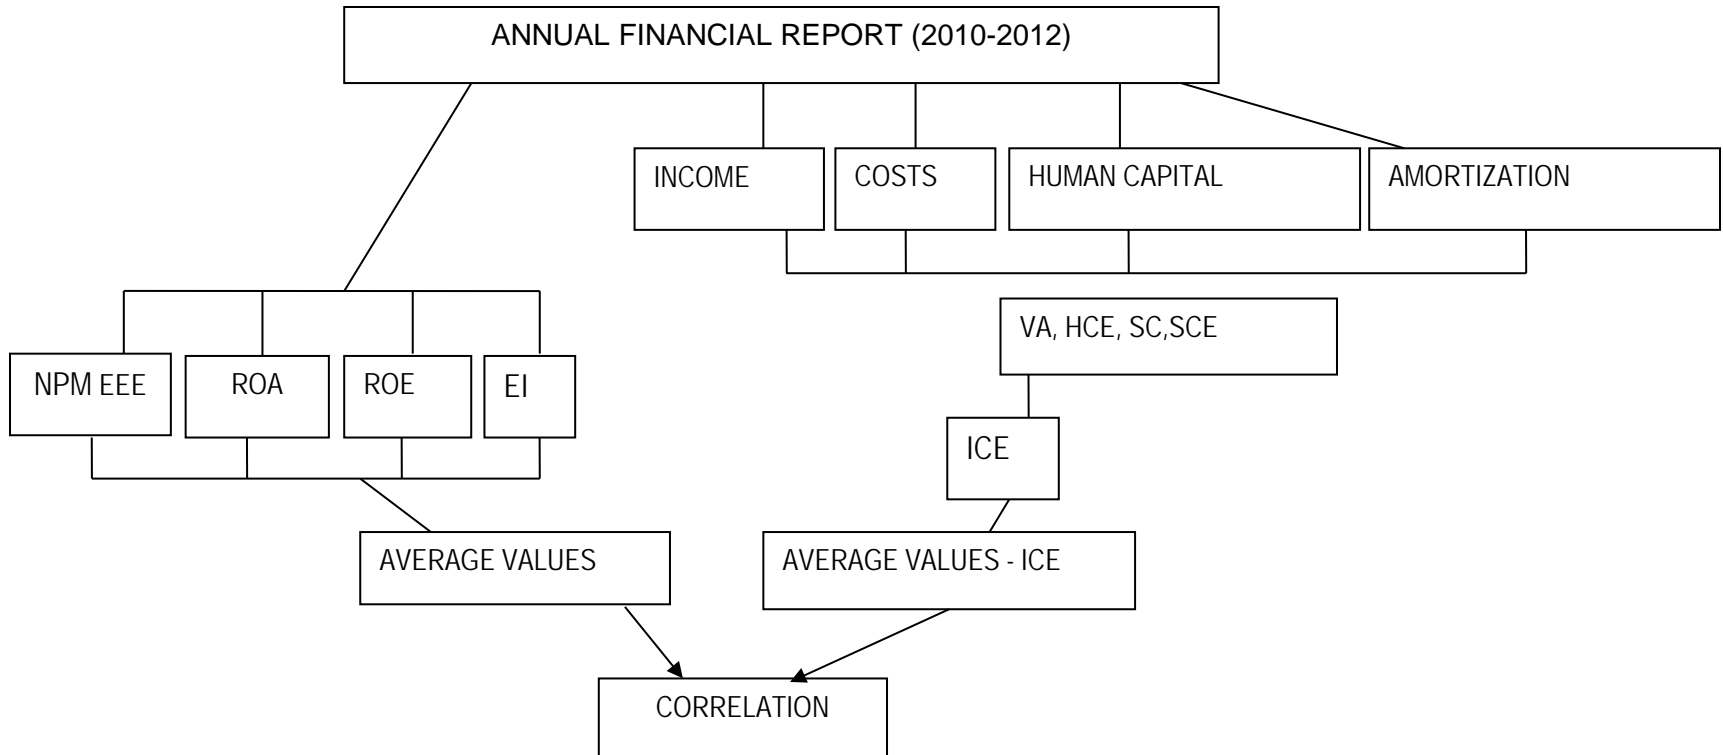 ANNUAL FINANCIAL REPORT (2010-2012)
INCOME
COSTS
HUMAN CAPITAL
AMORTIZATION
VA, HCE, SC,SCE
NPM EEE
ROA
ROE
EI
ICE
AVERAGE VALUES
AVERAGE VALUES - ICE
CORRELATION